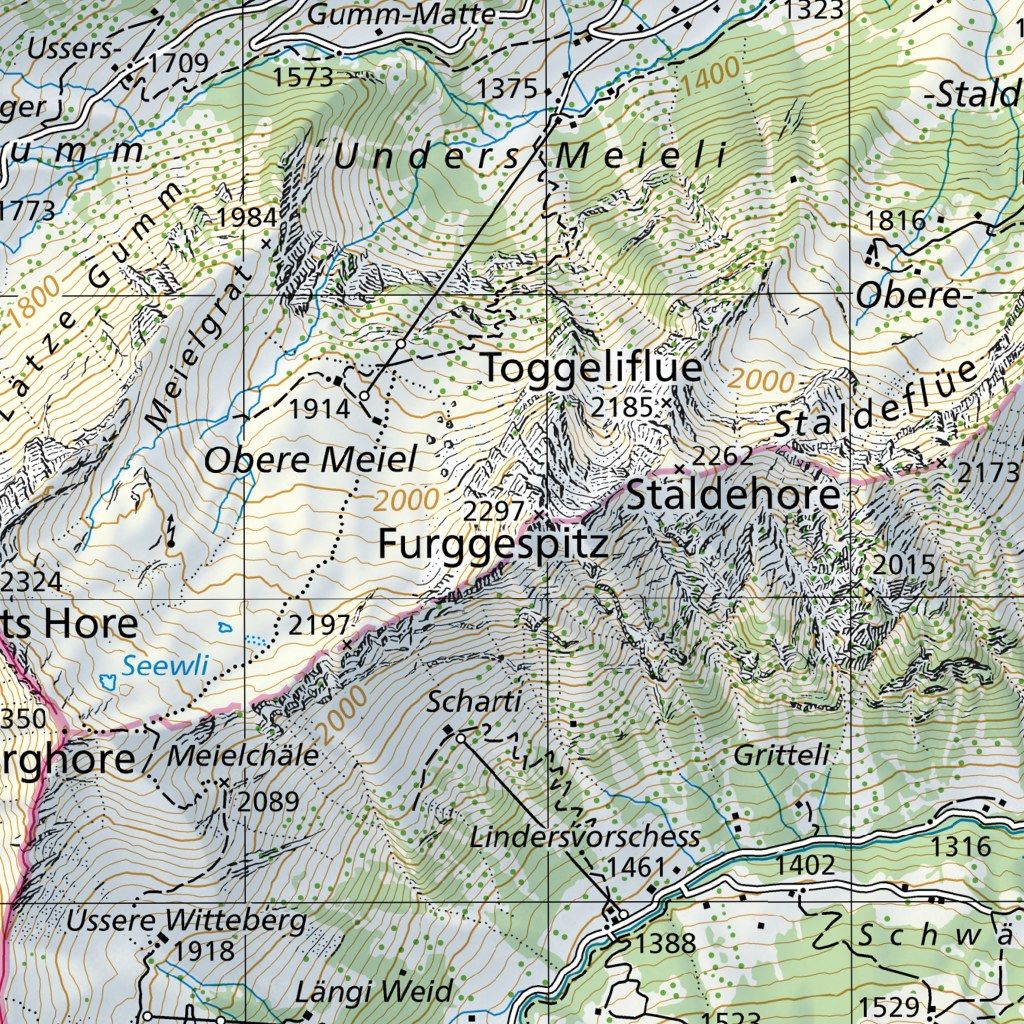 Gumm-Matte
1323
Ussers-
1709
1573
1375
1400
-Stald
ger
umm
Unders Meieli
1773
1984
1816
Lätze Gumm
Meielgrat
1800
Obere-
Toggeliflue
2000
2185
Staldeflüe
1914
Obere Meiel
2262
2173
2000
Staldehore
2297
Furggespitz
2015
2324
ts Hore
2197
Seewli
350
2000
Scharti
rghore
Meielchäle
Gritteli
2089
Lindersvorschess
1461
1402
1316
Ussere Witteberg
1918
1388
Schwä
Längi Weid
1523
1529